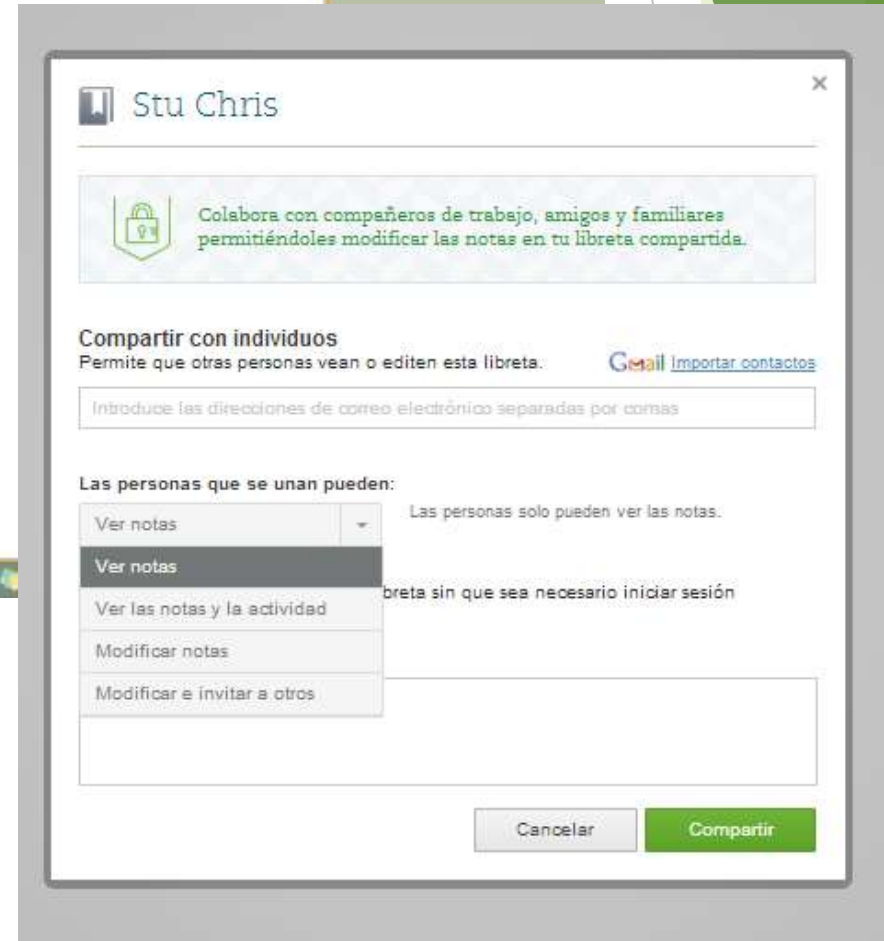 Stu Chris
×
Colabora con compañeros de trabajo, amigos y familiares
permitiéndoles modificar las notas en tu libreta compartida.
Compartir con individuos
Permite que otras personas vean o editen esta libreta.
Gmail Importar contactos
Introduce las direcciones de correo electrónico separadas por comas
Las personas que se unan pueden:
Ver notas
Las personas solo pueden ver las notas.
Ver notas
Ver las notas y la actividad
breta sin que sea necesario iniciar sesión
Modificar notas
Modificar e invitar a otros
Cancelar
Compartir